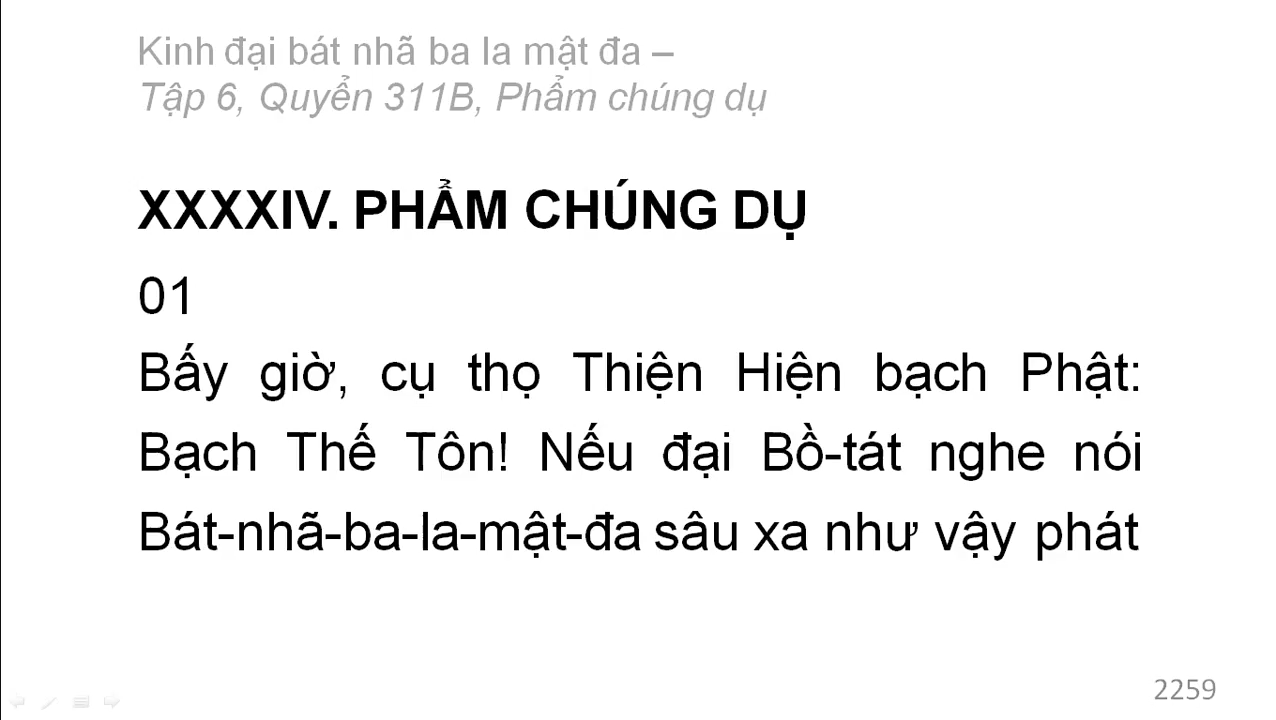 Kinh đại bát nhã ba la mật đa –
Tập 6, Quyển 311B, Phẩm chúng dụ
XXXXIV. PHẨM CHÚNG DỤ
01
Bấy giờ, cụ thọ Thiện Hiện bạch Phật:
Bạch Thế Tôn! Nếu đại Bồ-tát nghe nói
Bát-nhã-ba-la-mật-đa sâu xa như vậy phát
2259